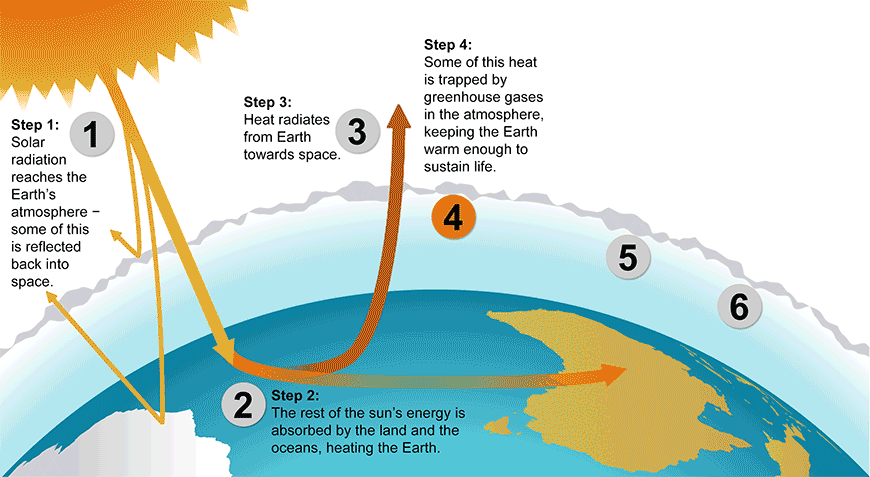 Step 1:
Solar
radiation
reaches the
Earth's
atmosphere –
some of this
is reflected
back into
space.
1
Step 2:
The rest of the sun's energy is
absorbed by the land and the
oceans, heating the Earth.
2
Step 3:
Heat radiates
from Earth
towards space.
3
Step 4:
Some of this heat
is trapped by
greenhouse gases
in the atmosphere,
keeping the Earth
warm enough to
sustain life.
4
5
6